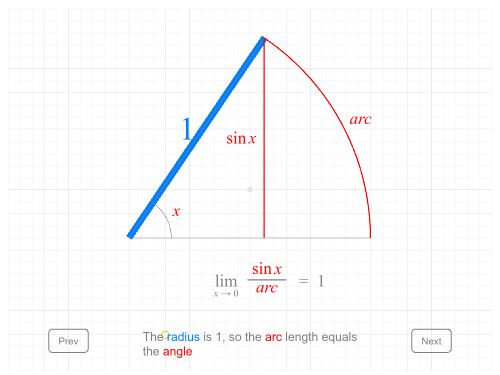 1
sin x
arc
x
lim x → 0 sin x / arc = 1
Prev
The radius is 1, so the arc length equals
the angle
Next